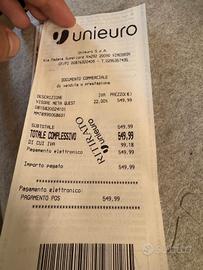 unieuro
Unieuro S.p.A.
DOCUMENTO COMMERCIALE
di vendita o prestazione
DESCRIZIONE IVA PREZZO(€)
VISORE META QUEST 22,00% 549,99
SUBTOTALE 549,99
TOTALE COMPLESSIVO 549,99
DI CUI IVA 99,18
Pagamento elettronico 549,99
RITIRATO
unieuro
Importo pagato 549,99
Pagamento elettronico:
PAGAMENTO POS 549,99